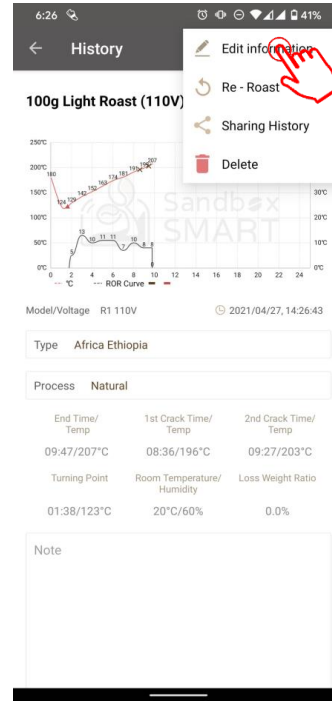 6:26
41%
History
Edit information
Re - Roast
Sharing History
Delete
100g Light Roast (110V)
250℃
200℃
150℃
100℃
50℃
0℃
30℃
20℃
10℃
0℃
180
124
129
142
152
163
174
181
191
196
207
5
13
10
11
11
7
10
8
8
Sandbox
SMART
0 2 4 6 8 10 12 14 16 18 20 22 24
-- ℃ --- ROR Curve
Model/Voltage R1 110V 2021/04/27, 14:26:43
Type Africa Ethiopia
Process Natural
End Time/ 1st Crack Time/ 2nd Crack Time/
Temp Temp Temp
09:47/207°C 08:36/196°C 09:27/203°C
Turning Point Room Temperature/ Loss Weight Ratio
Humidity
01:38/123°C 20°C/60% 0.0%
Note